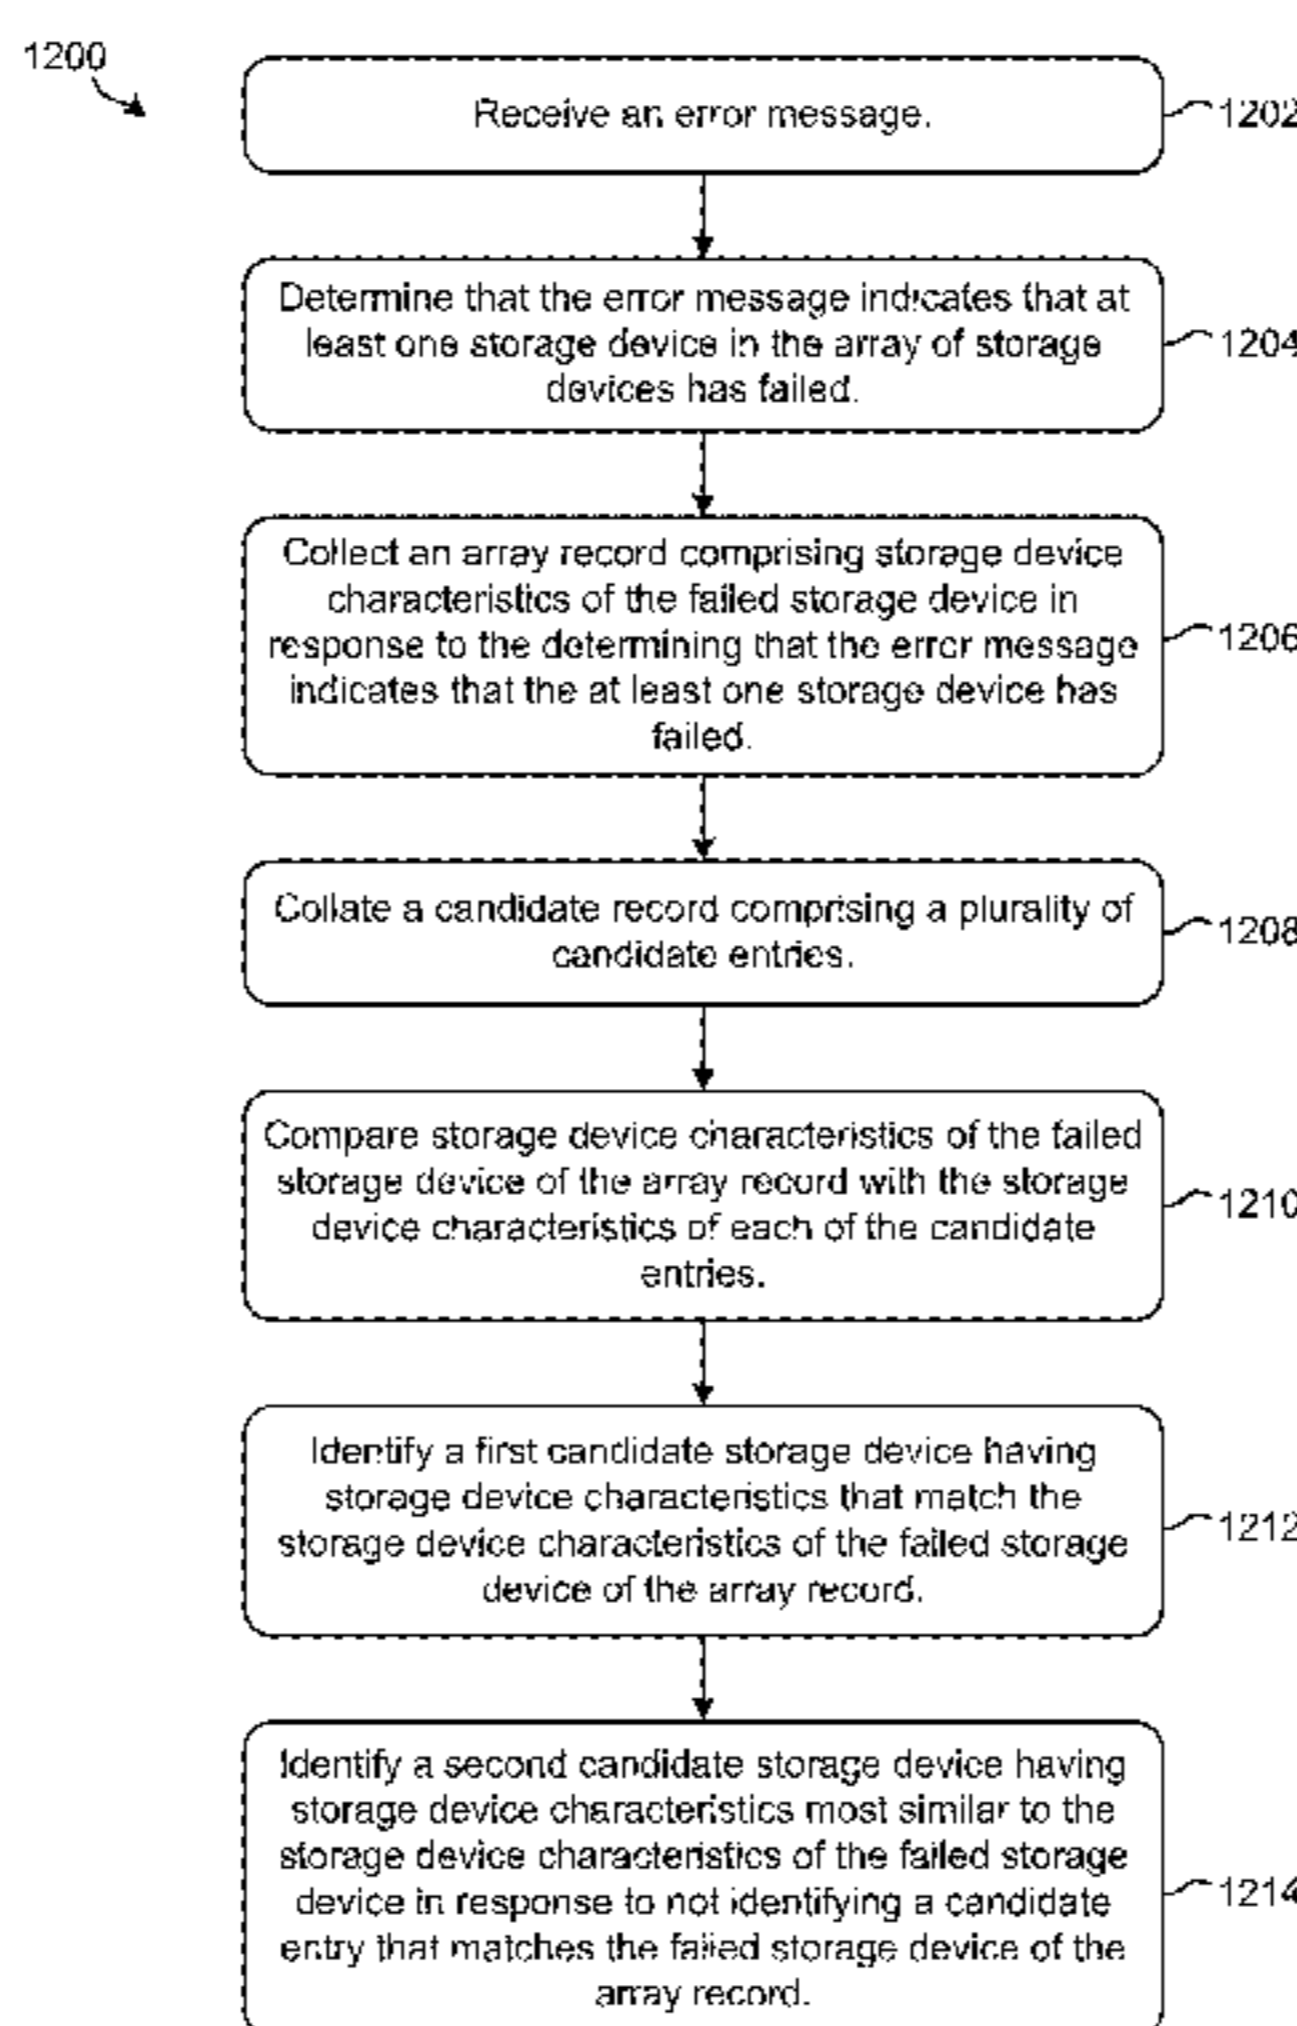 1200
Receive an error message.
1202
Determine that the error message indicates that at
least one storage device in the array of storage
devices has failed.
1204
Collect an array record comprising storage device
characteristics of the failed storage device in
response to the determining that the error message
indicates that the at least one storage device has
failed.
1206
Collate a candidate record comprising a plurality of
candidate entries.
1208
Compare storage device characteristics of the failed
storage device of the array record with the storage
device characteristics of each of the candidate
entries.
1210
Identify a first candidate storage device having
storage device characteristics that match the
storage device characteristics of the failed storage
device of the array record.
1212
Identify a second candidate storage device having
storage device characteristics most similar to the
storage device characteristics of the failed storage
device in response to not identifying a candidate
entry that matches the failed storage device of the
array record.
1214